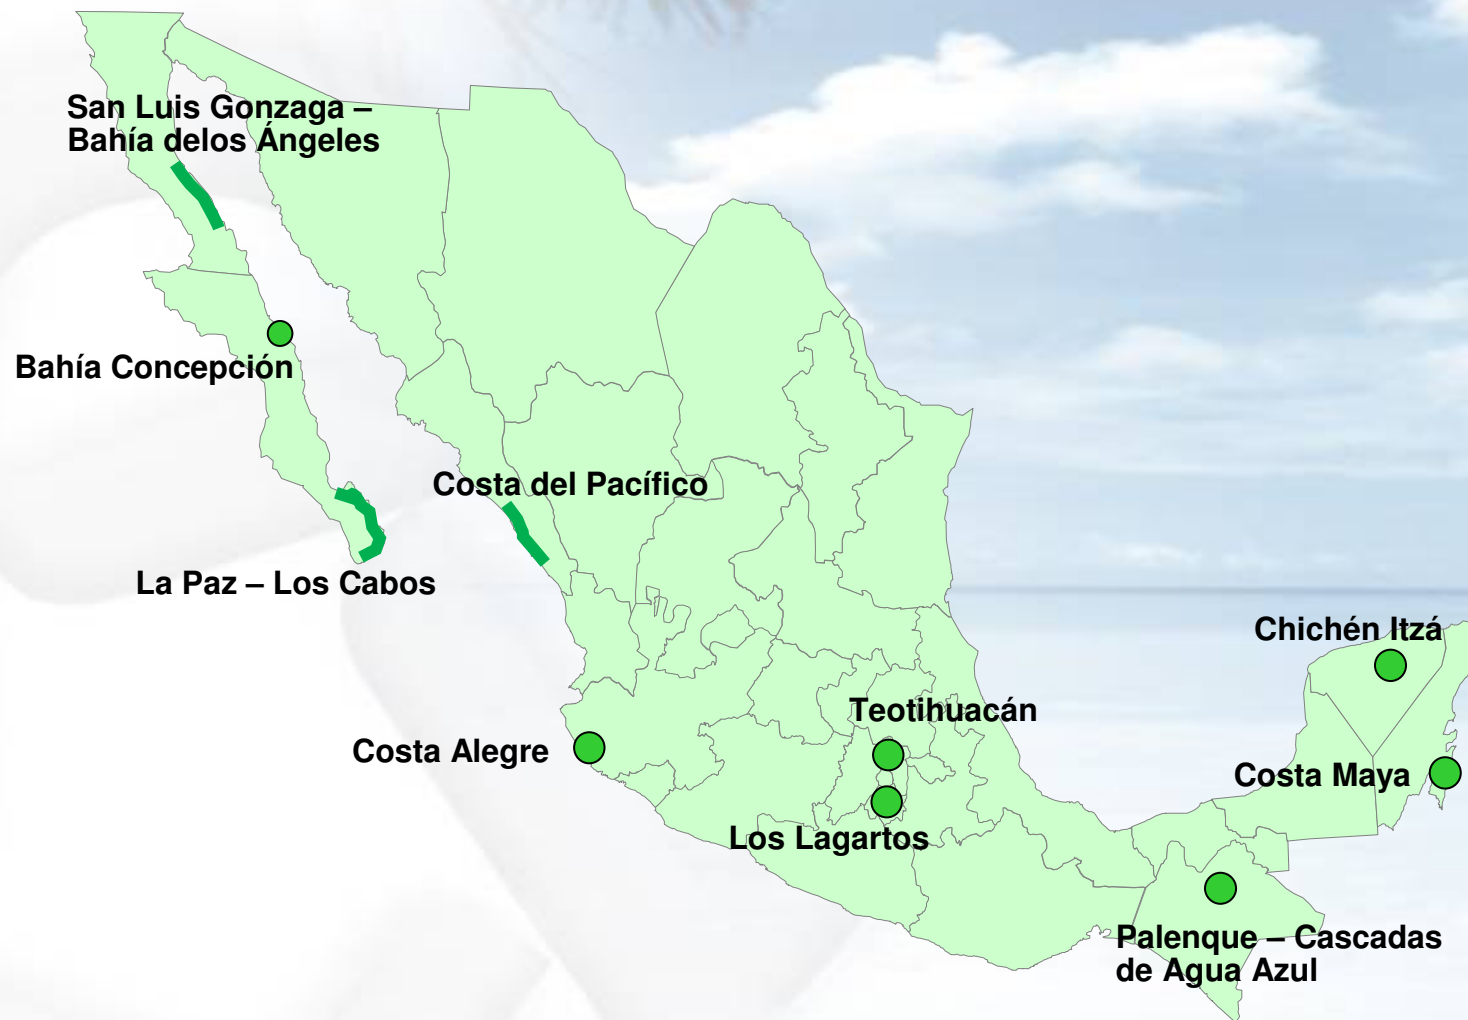 San Luis Gonzaga –
Bahía delos Ángeles
Bahía Concepción
Costa del Pacífico
La Paz – Los Cabos
Chichén Itzá
Teotihuacán
Costa Alegre
Costa Maya
Los Lagartos
Palenque – Cascadas
de Agua Azul